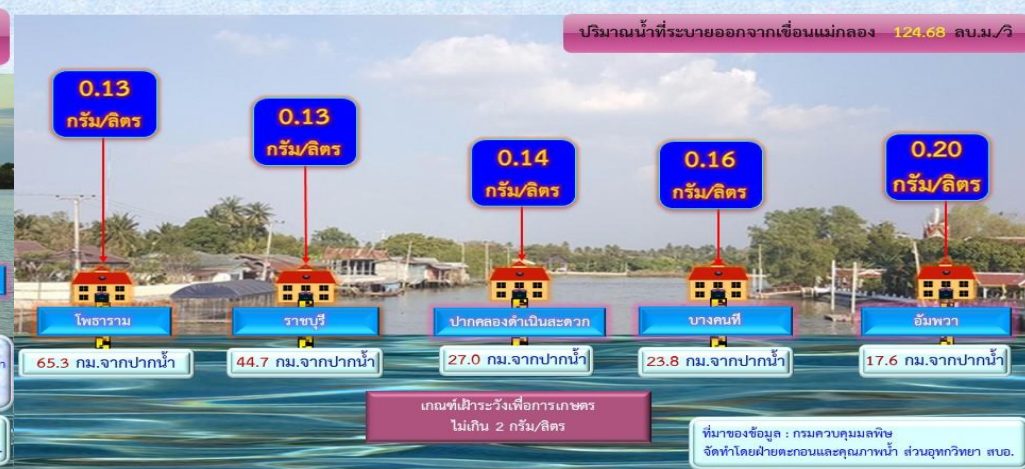 ปริมาณน้ำที่ระบายออกจากเขื่อนแม่กลอง 124.68 ลบ.ม./วิ
0.13
กรัม/ลิตร
0.13
กรัม/ลิตร
0.14
กรัม/ลิตร
0.16
กรัม/ลิตร
0.20
กรัม/ลิตร
โพธาราม
ราชบุรี
ปากคลองดำเนินสะดวก
บางคนที
อัมพวา
65.3 กม.จากปากน้ำ
44.7 กม.จากปากน้ำ
27.0 กม.จากปากน้ำ
23.8 กม.จากปากน้ำ
17.6 กม.จากปากน้ำ
เกณฑ์เฝ้าระวังเพื่อการเกษตร
ไม่เกิน 2 กรัม/ลิตร
ที่มาของข้อมูล : กรมควบคุมมลพิษ
จัดทำโดยฝ่ายตะกอนและคุณภาพน้ำ ส่วนอุทกวิทยา สบอ.